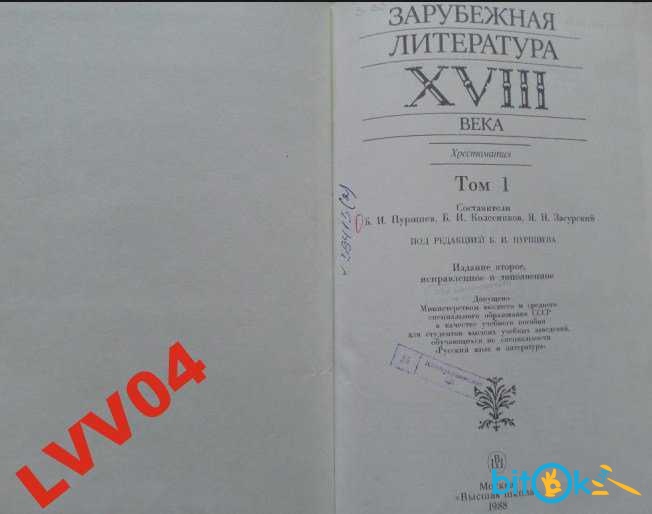 ЗАРУБЕЖНАЯ
ЛИТЕРАТУРА
XVIII
ВЕКА
Хрестоматия
Том 1
Составители
Б. И. Пуришев, Б. И. Колесников, Я. Н. Засурский
ПОД РЕДАКЦИЕЙ Б. И. ПУРИШЕВА
Издание второе,
исправленное и дополненное
Допущено
Министерством высшего и среднего
специального образования СССР
в качестве учебного пособия
для студентов высших учебных заведений,
обучающихся по специальности
«Русский язык и литература»
LVV04
bitok
Москва
«Высшая школа»
1988